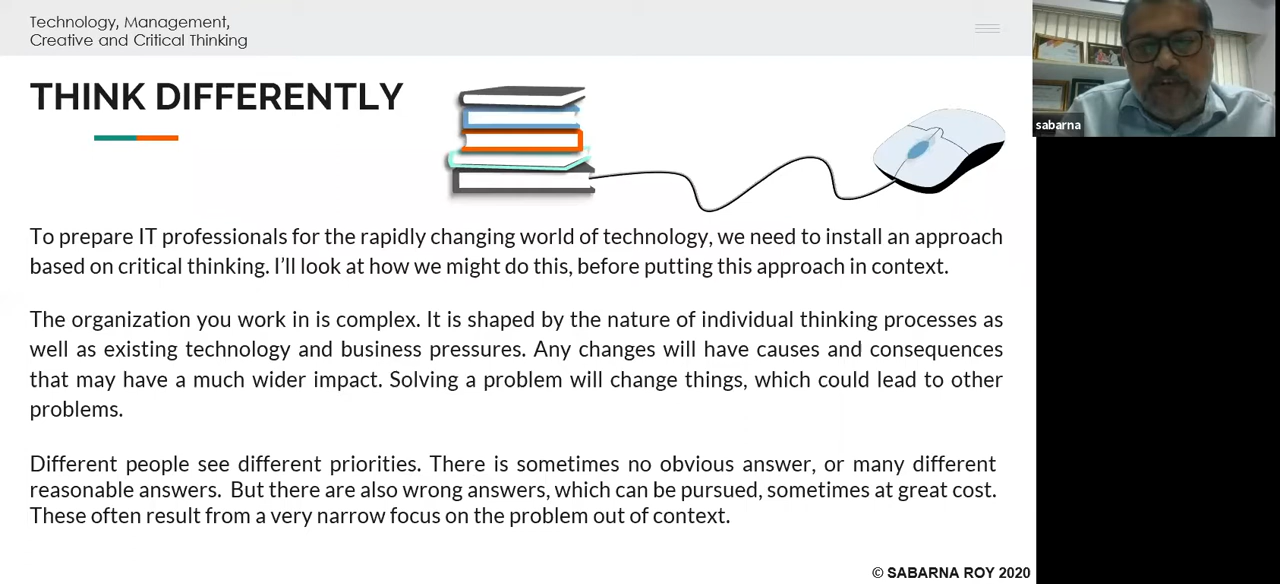 Technology, Management,
Creative and Critical Thinking
THINK DIFFERENTLY
sabarna
To prepare IT professionals for the rapidly changing world of technology, we need to install an approach
based on critical thinking. I’ll look at how we might do this, before putting this approach in context.
The organization you work in is complex. It is shaped by the nature of individual thinking processes as
well as existing technology and business pressures. Any changes will have causes and consequences
that may have a much wider impact. Solving a problem will change things, which could lead to other
problems.
Different people see different priorities. There is sometimes no obvious answer, or many different
reasonable answers. But there are also wrong answers, which can be pursued, sometimes at great cost.
These often result from a very narrow focus on the problem out of context.
© SABARNA ROY 2020